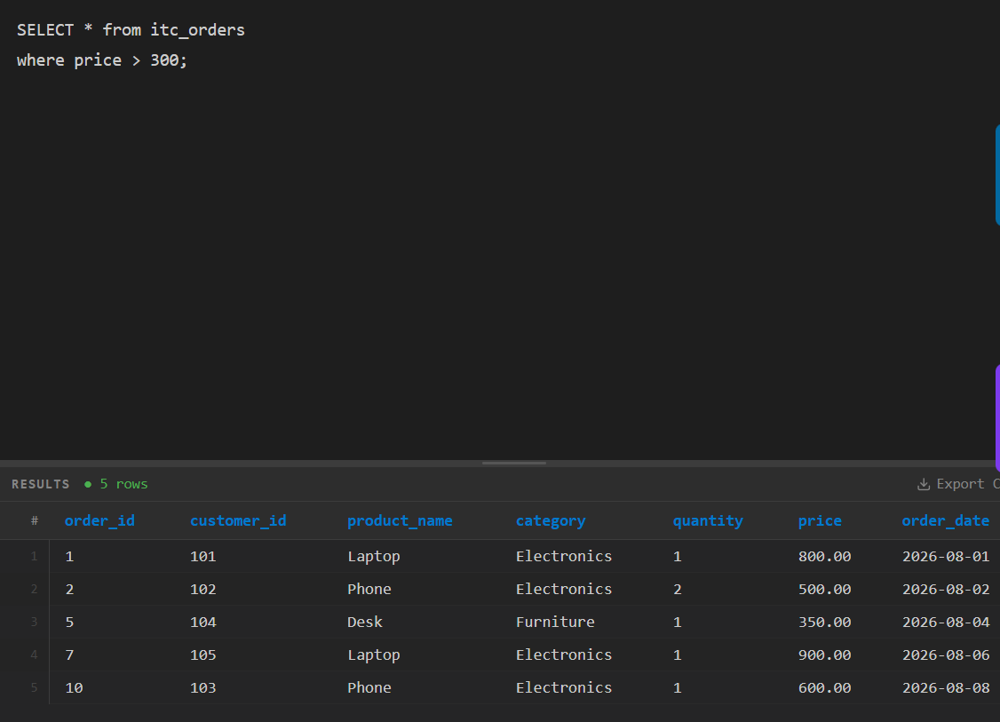 SELECT * from itc_orders
where price > 300;
RESULTS 5 rows Export
# order_id customer_id product_name category quantity price order_date
1 1 101 Laptop Electronics 1 800.00 2026-08-01
2 2 102 Phone Electronics 2 500.00 2026-08-02
3 5 104 Desk Furniture 1 350.00 2026-08-04
4 7 105 Laptop Electronics 1 900.00 2026-08-06
5 10 103 Phone Electronics 1 600.00 2026-08-08